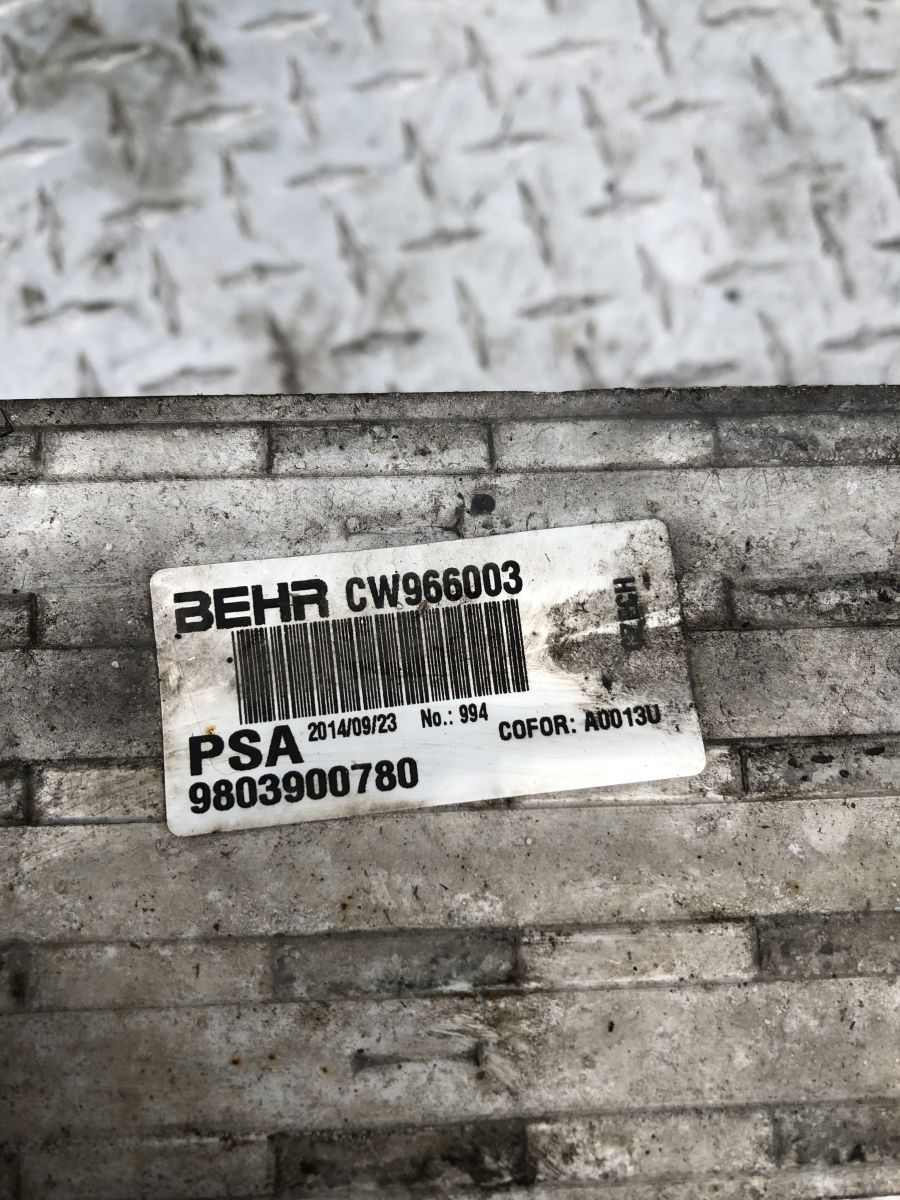 BEHR CW966003
PSA 2014/09/23 No.: 994 COFOR: A0013U
9803900780